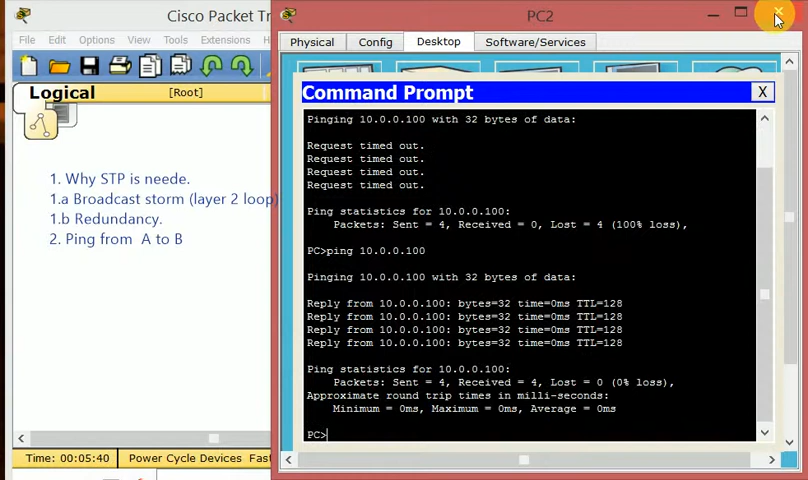 Cisco Packet Tr
PC2
File Edit View Tools Extensions H
Physical Config Desktop Software/Services
Logical [Root]
Command Prompt X
Pinging 10.0.0.100 with 32 bytes of data:
Request timed out.
Request timed out.
Request timed out.
Request timed out.
Ping statistics for 10.0.0.100:
Packets: Sent = 4, Received = 0, Lost = 4 (100% loss),
PC>ping 10.0.0.100
Pinging 10.0.0.100 with 32 bytes of data:
Reply from 10.0.0.100: bytes=32 time=0ms TTL=128
Reply from 10.0.0.100: bytes=32 time=0ms TTL=128
Reply from 10.0.0.100: bytes=32 time=0ms TTL=128
Reply from 10.0.0.100: bytes=32 time=0ms TTL=128
Ping statistics for 10.0.0.100:
Packets: Sent = 4, Received = 4, Lost = 0 (0% loss),
Approximate round trip times in milli-seconds:
Minimum = 0ms, Maximum = 0ms, Average = 0ms
PC>
1. Why STP is neede.
1.a Broadcast storm (layer 2 loop)
1.b Redundancy.
2. Ping from A to B
Time: 00:05:40 Power Cycle Devices Fas